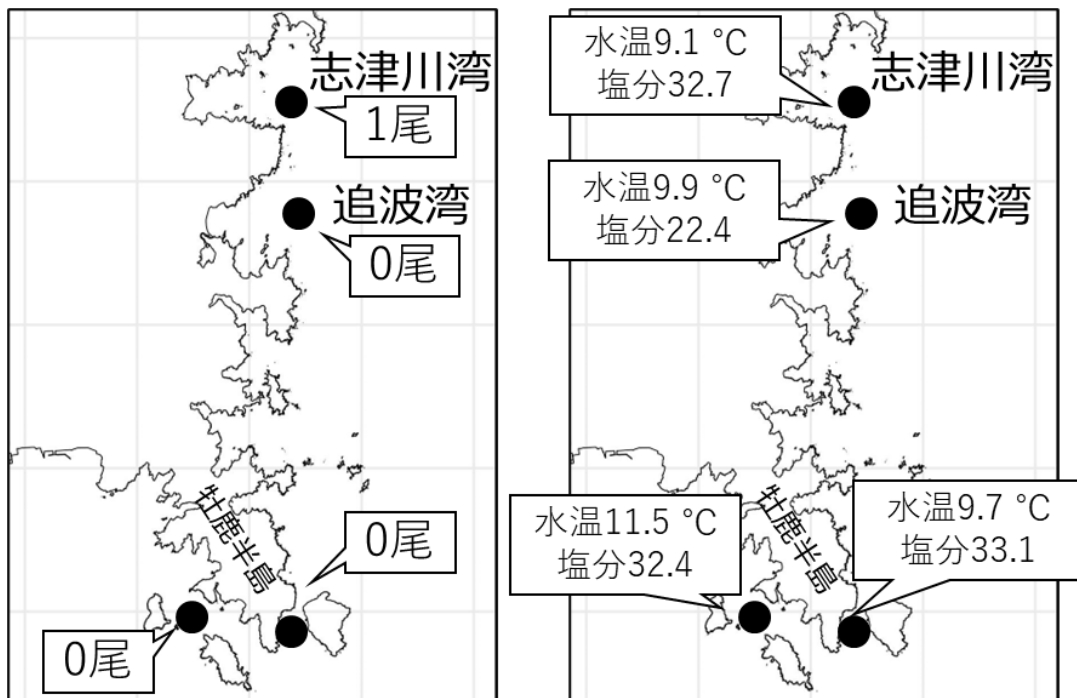 志津川湾
1尾
追波湾
0尾
牡鹿半島
0尾
0尾
水温9.1 °C
塩分32.7
志津川湾
水温9.9 °C
塩分22.4
追波湾
牡鹿半島
水温11.5 °C
塩分32.4
水温9.7 °C
塩分33.1